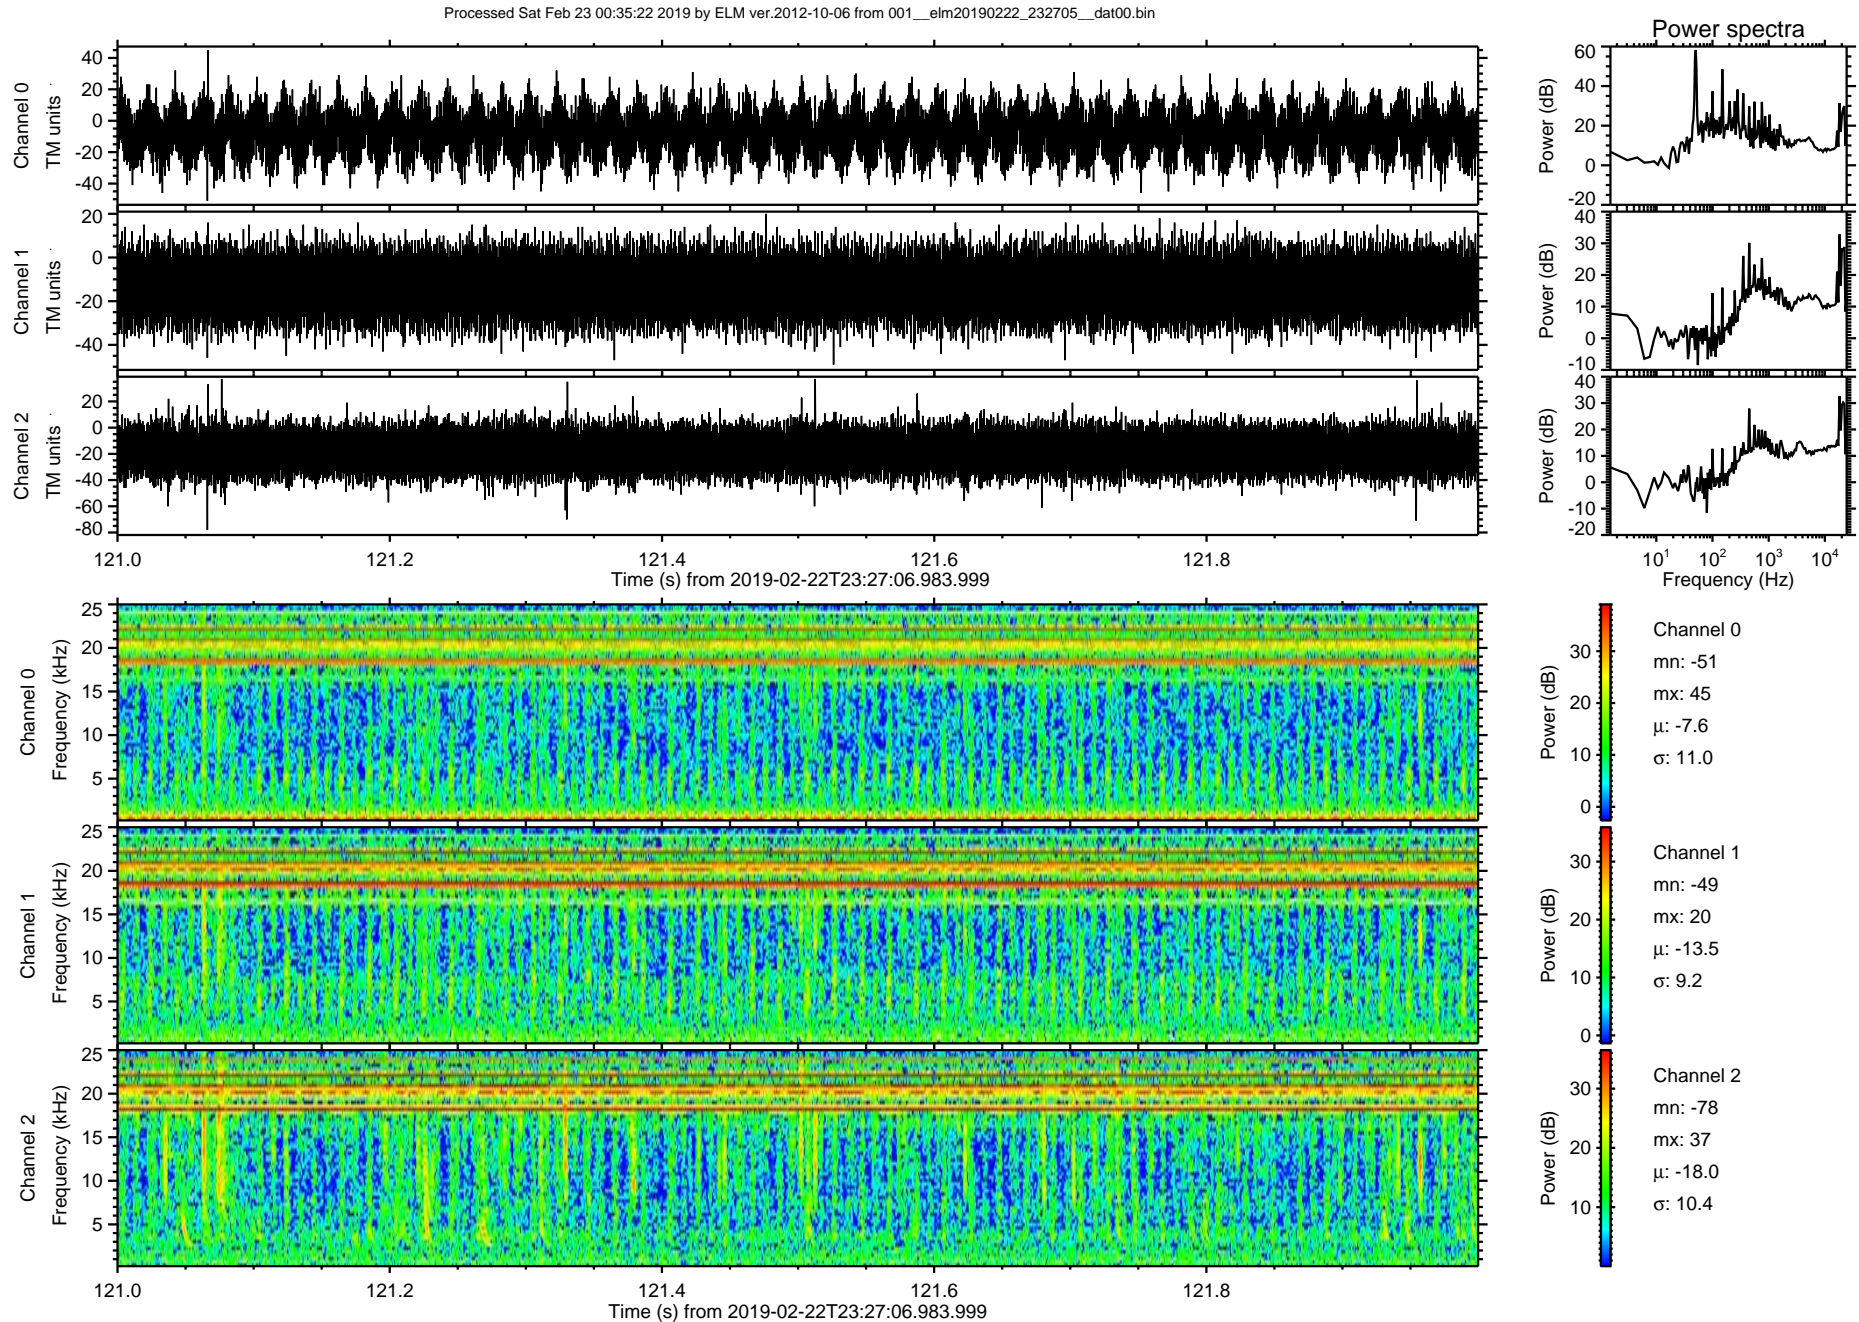 Processed Sat Feb 23 00:35:22 2019 by ELM ver.2012-10-06 from 001__elm20190222_232705__dat00.bin
Power spectra
Channel 0
TM units
40
20
0
-20
-40
Power (dB)
60
40
20
0
-20
Channel 1
TM units
20
0
-20
-40
Power (dB)
40
30
20
10
0
-10
Channel 2
TM units
20
0
-20
-40
-60
-80
Power (dB)
40
30
20
10
0
-10
-20
121.0 121.2 121.4 121.6 121.8
Time (s) from 2019-02-22T23:27:06.983.999
10¹ 10² 10³ 10⁴
Frequency (Hz)
Channel 0
Frequency (kHz)
25
20
15
10
5
Power (dB)
30
20
10
0
Channel 0
mn: -51
mx: 45
µ: -7.6
σ: 11.0
Channel 1
Frequency (kHz)
25
20
15
10
5
Power (dB)
30
20
10
0
Channel 1
mn: -49
mx: 20
µ: -13.5
σ: 9.2
Channel 2
Frequency (kHz)
25
20
15
10
5
Power (dB)
30
20
10
Channel 2
mn: -78
mx: 37
µ: -18.0
σ: 10.4
121.0 121.2 121.4 121.6 121.8
Time (s) from 2019-02-22T23:27:06.983.999